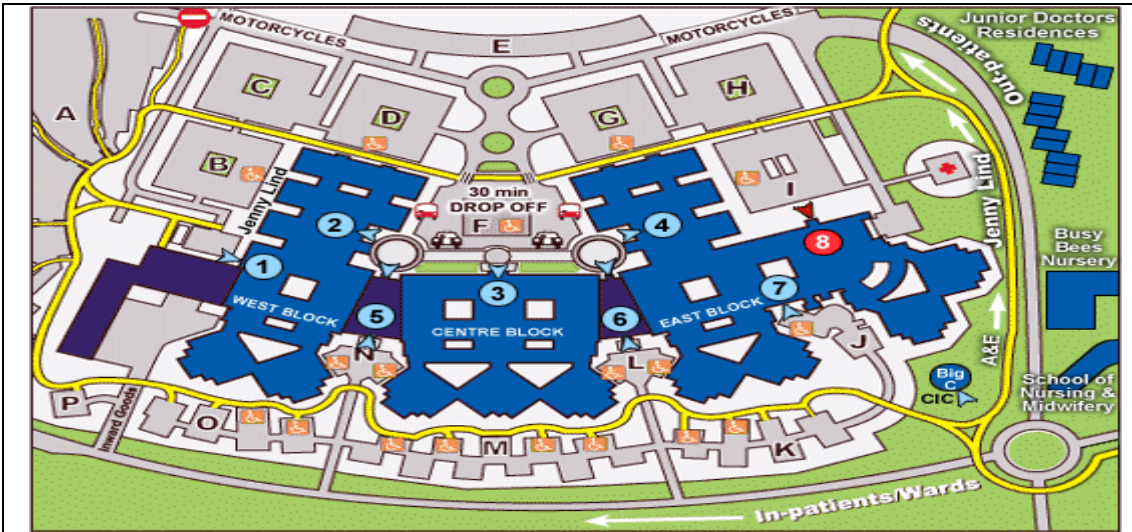 MOTORCYCLES
E
MOTORCYCLES
Junior Doctors
Residences
Out-patients
C
D
G
H
A
B
Jenny Lind
I
30 min
DROP OFF
F
2
4
8
Jenny Lind
Busy
Bees
Nursery
1
3
7
WEST BLOCK
5
CENTRE BLOCK
6
EAST BLOCK
N
L
J
A&E
Big
C
CIC
School of
Nursing &
Midwifery
P
O
Inward Goods
M
K
In-patients/Wards